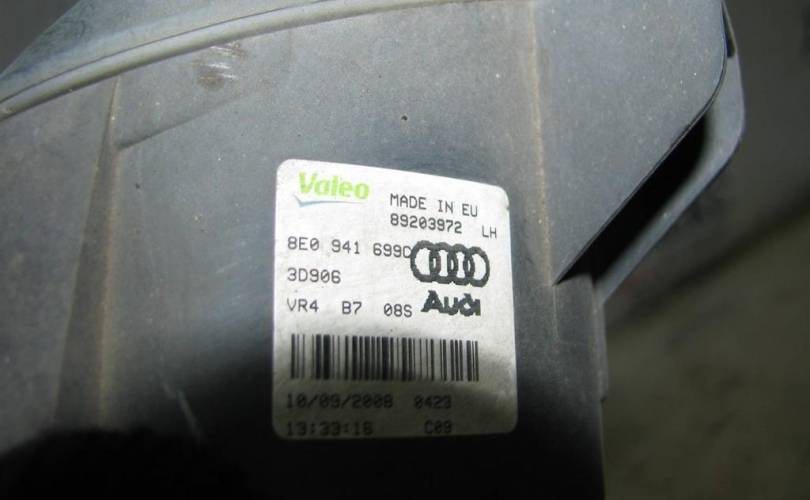 Valeo
MADE IN EU
89203972 LH
8E0 941 699C
3D906
VR4 B7 08S
Audi
10/09/2008 0423
13:33:16 C09